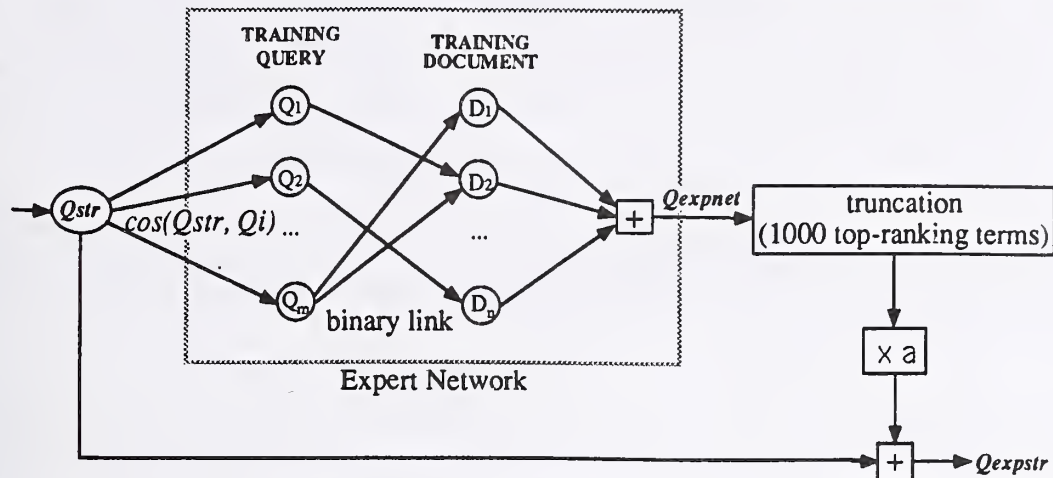 TRAINING
QUERY
TRAINING
DOCUMENT
Q1
D1
Q2
D2
Qstr
cos(Qstr, Qi) ...
...
+
Qexpnet
truncation
(1000 top-ranking terms)
Qm
binary link
Dn
x a
Expert Network
+
Qexpstr